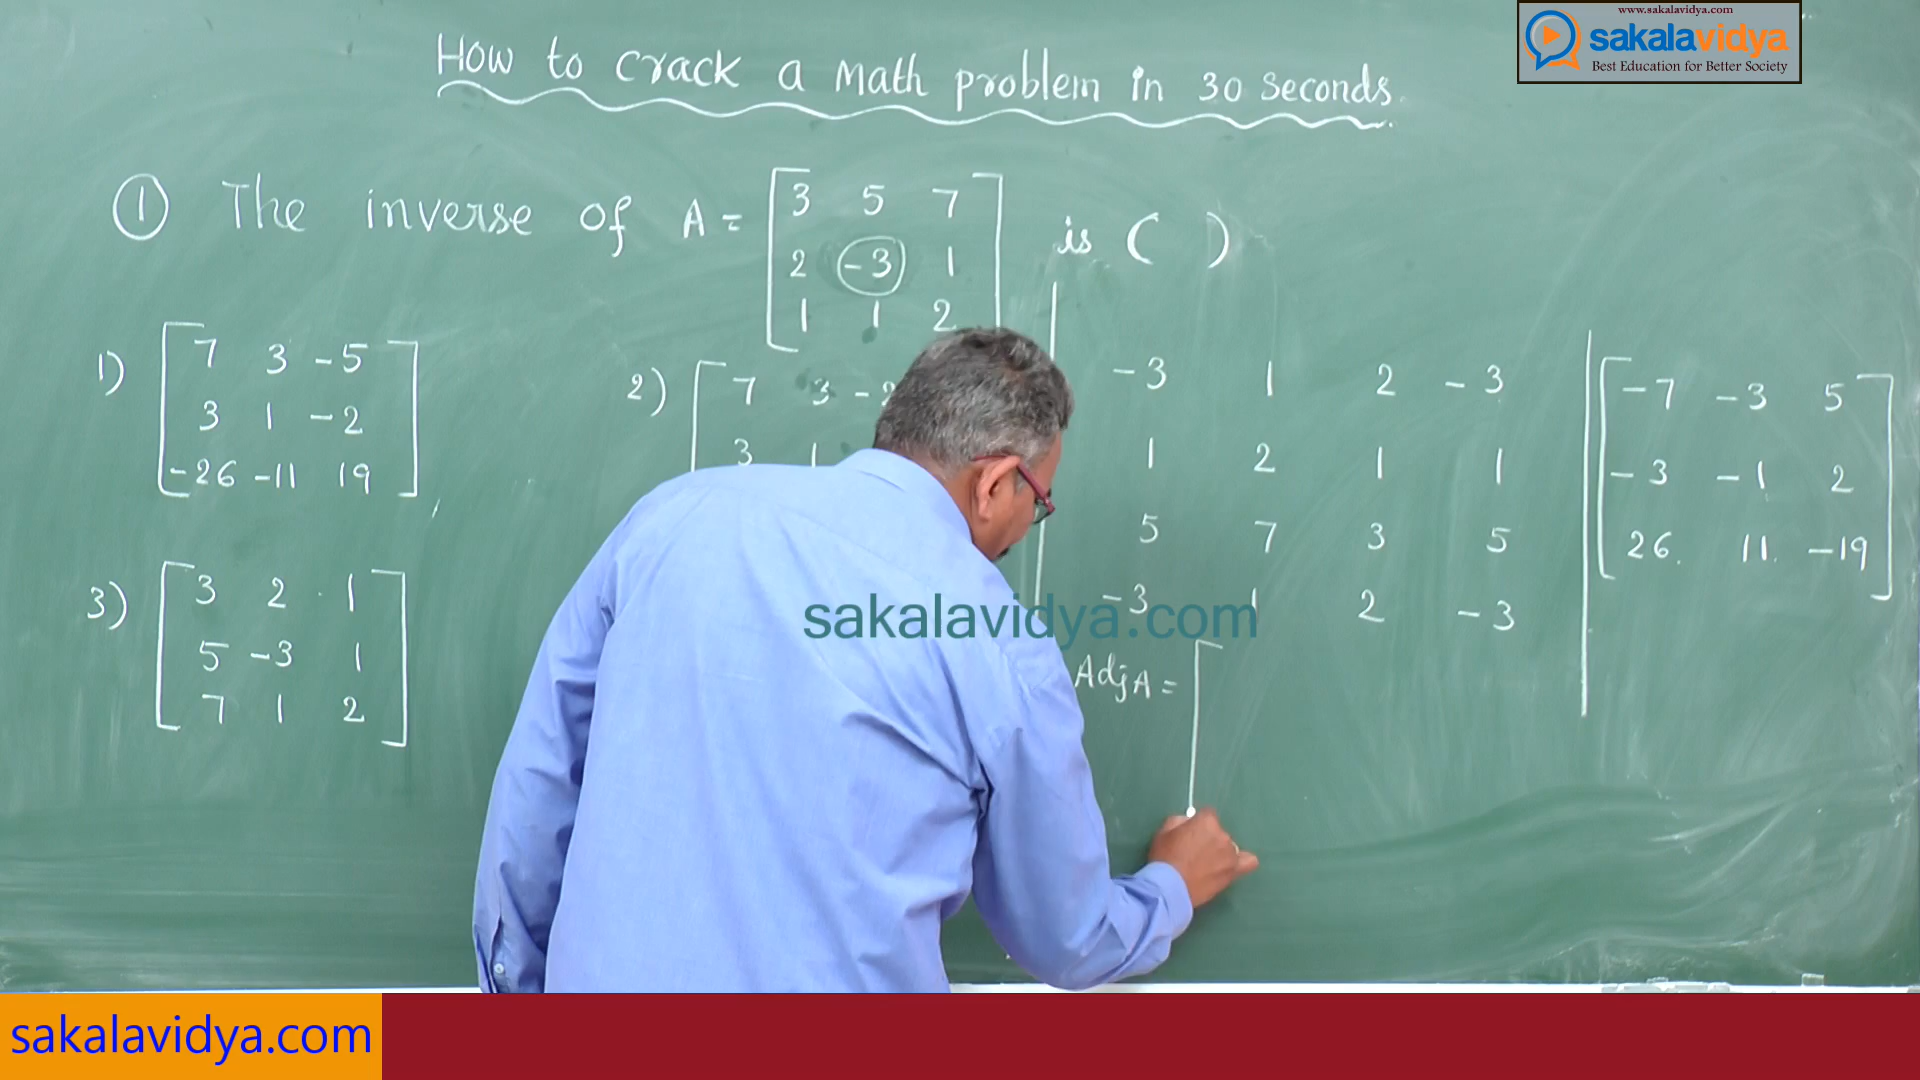 www.sakalavidya.com
sakalavidya
Best Education for Better Society
How to crack a Math problem in 30 seconds.
① The inverse of A = [3 5 7
2 -3 1
1 1 2] is ( )
1) [7 3 -5
3 1 -2
-26 -11 19]
2) [7 3
3 1
3) [3 2 1
5 -3 1
7 1 2]
-3 1 2 -3
1 2 1 1
5 7 3 5
-3 1 2 -3
[-7 -3 5
-3 -1 2
26. 11. -19]
Adj A = [
sakalavidya.com
sakalavidya.com